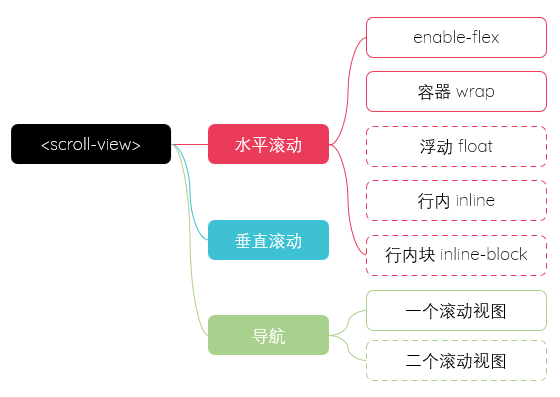 <scroll-view>
水平滚动
enable-flex
容器 wrap
浮动 float
行内 inline
行内块 inline-block
垂直滚动
导航
一个滚动视图
二个滚动视图